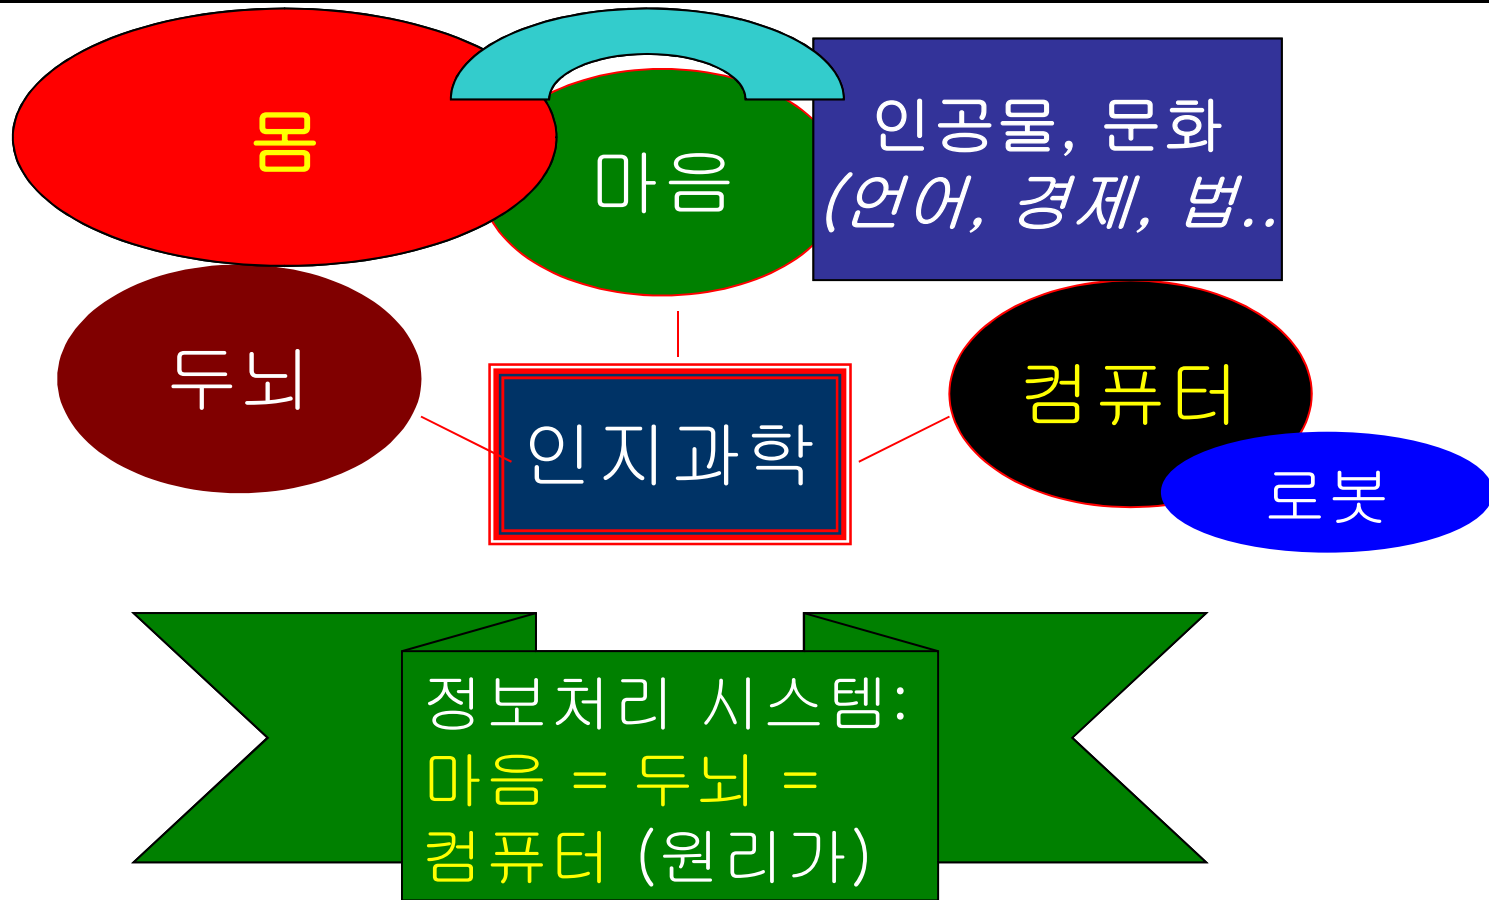 몸
마음
인공물, 문화
(언어, 경제, 법..
두뇌
컴퓨터
인지과학
로봇
정보처리 시스템:
마음 = 두뇌 =
컴퓨터 (원리가)